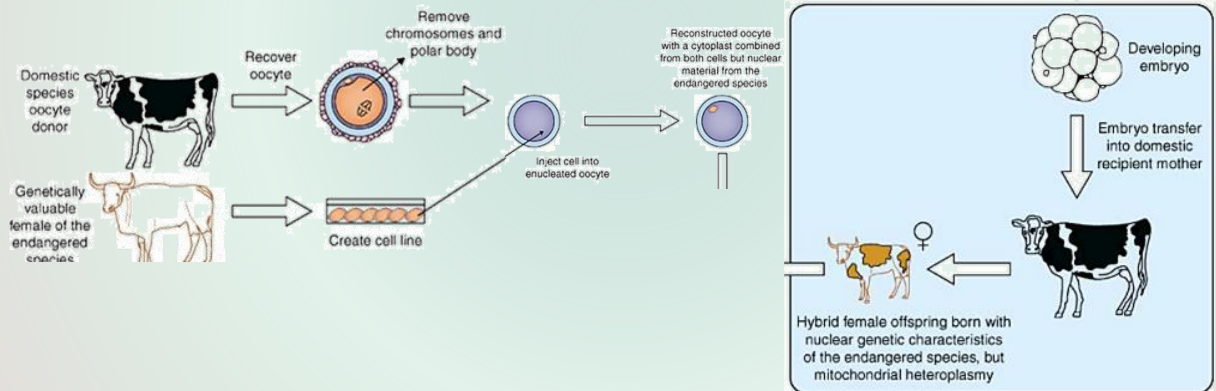 Domestic
species
oocyte
donor
Recover
oocyte
Remove
chromosomes and
polar body
Genetically
valuable
female of the
endangered
species
Create cell line
Inject cell into
enucleated oocyte
Reconstructed oocyte
with a cytoplast combined
from both cells but nuclear
material from the
endangered species
Developing
embryo
Embryo transfer
into domestic
recipient mother
♀
Hybrid female offspring born with
nuclear genetic characteristics
of the endangered species, but
mitochondrial heteroplasmy